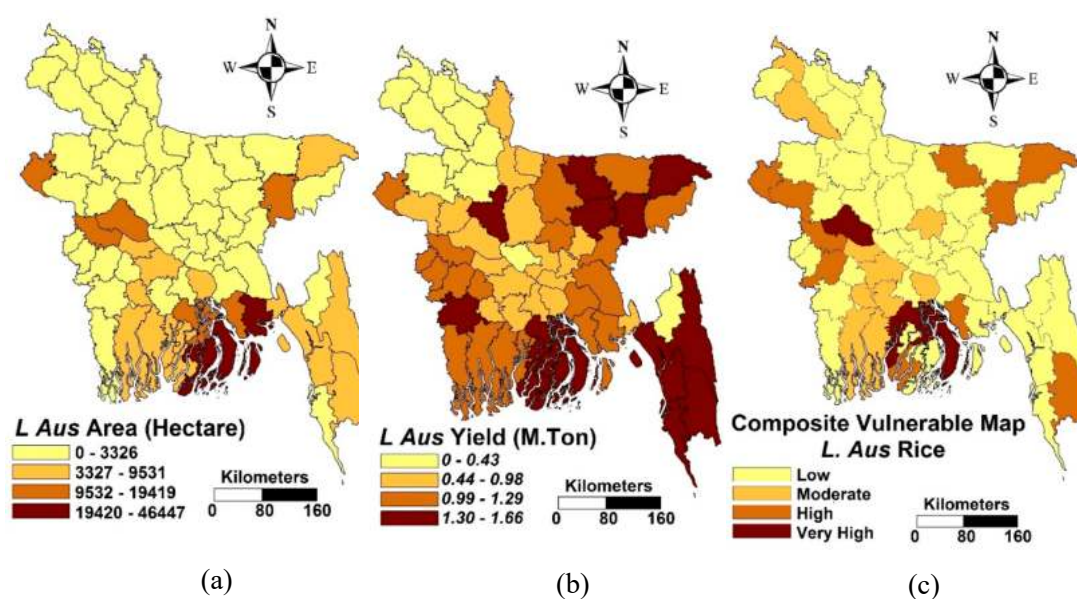 N
W E
S
L Aus Area (Hectare)
0 - 3326
3327 - 9531
9532 - 19419
19420 - 46447
Kilometers
0 80 160
(a)
N
W E
S
L Aus Yield (M.Ton)
0 - 0.43
0.44 - 0.98
0.99 - 1.29
1.30 - 1.66
Kilometers
0 80 160
(b)
N
W E
S
Composite Vulnerable Map
L. Aus Rice
Low
Moderate
High
Very High
Kilometers
0 80 160
(c)